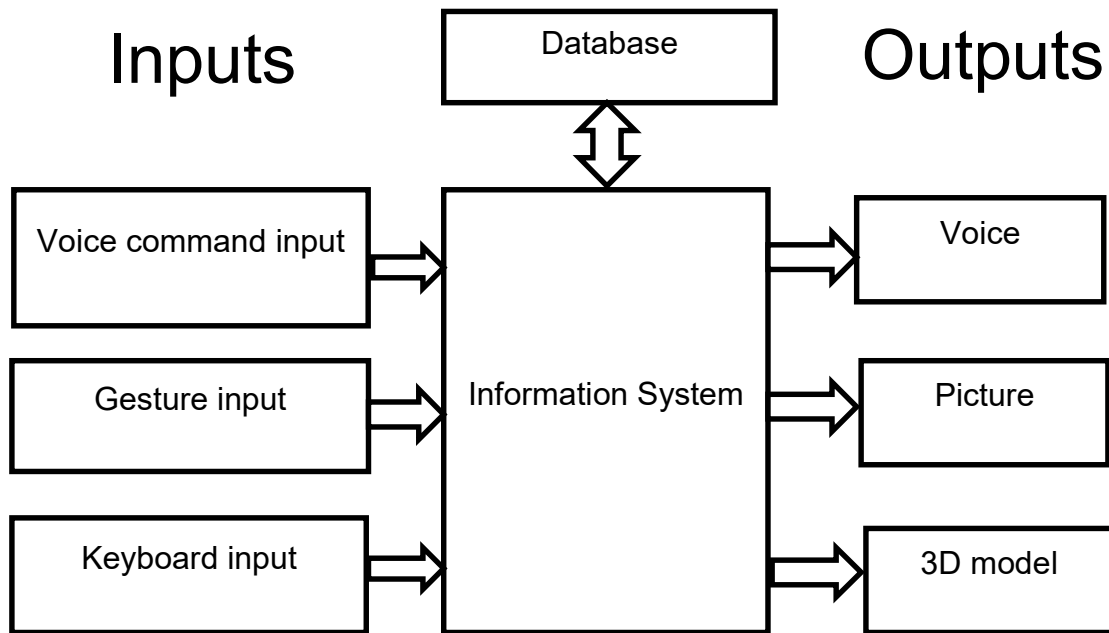 Inputs
Database
Outputs
Voice command input
Voice
Gesture input
Information System
Picture
Keyboard input
3D model